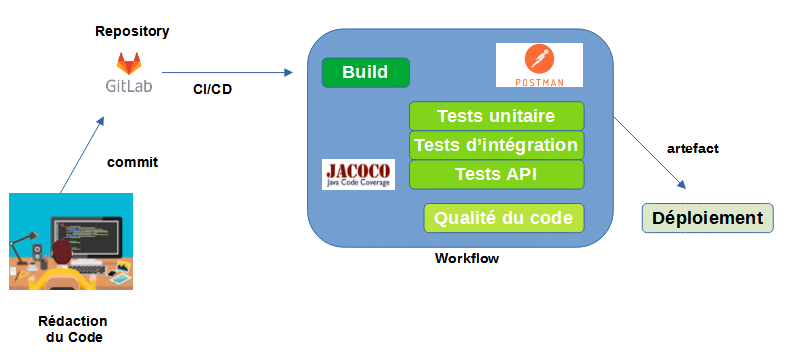 Repository
GitLab
CI/CD
commit
Rédaction
du Code
Build
POSTMAN
Tests unitaire
Tests d'intégration
Tests API
JACOCO
Java Code Coverage
Qualité du code
Workflow
artefact
Déploiement